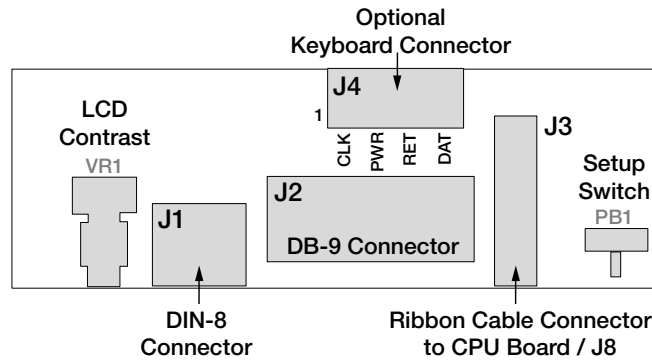 Optional
Keyboard Connector
J4
1
CLK
PWR
RET
DAT
LCD
Contrast
VR1
J1
J2
DB-9 Connector
J3
Setup
Switch
PB1
DIN-8
Connector
Ribbon Cable Connector
to CPU Board / J8